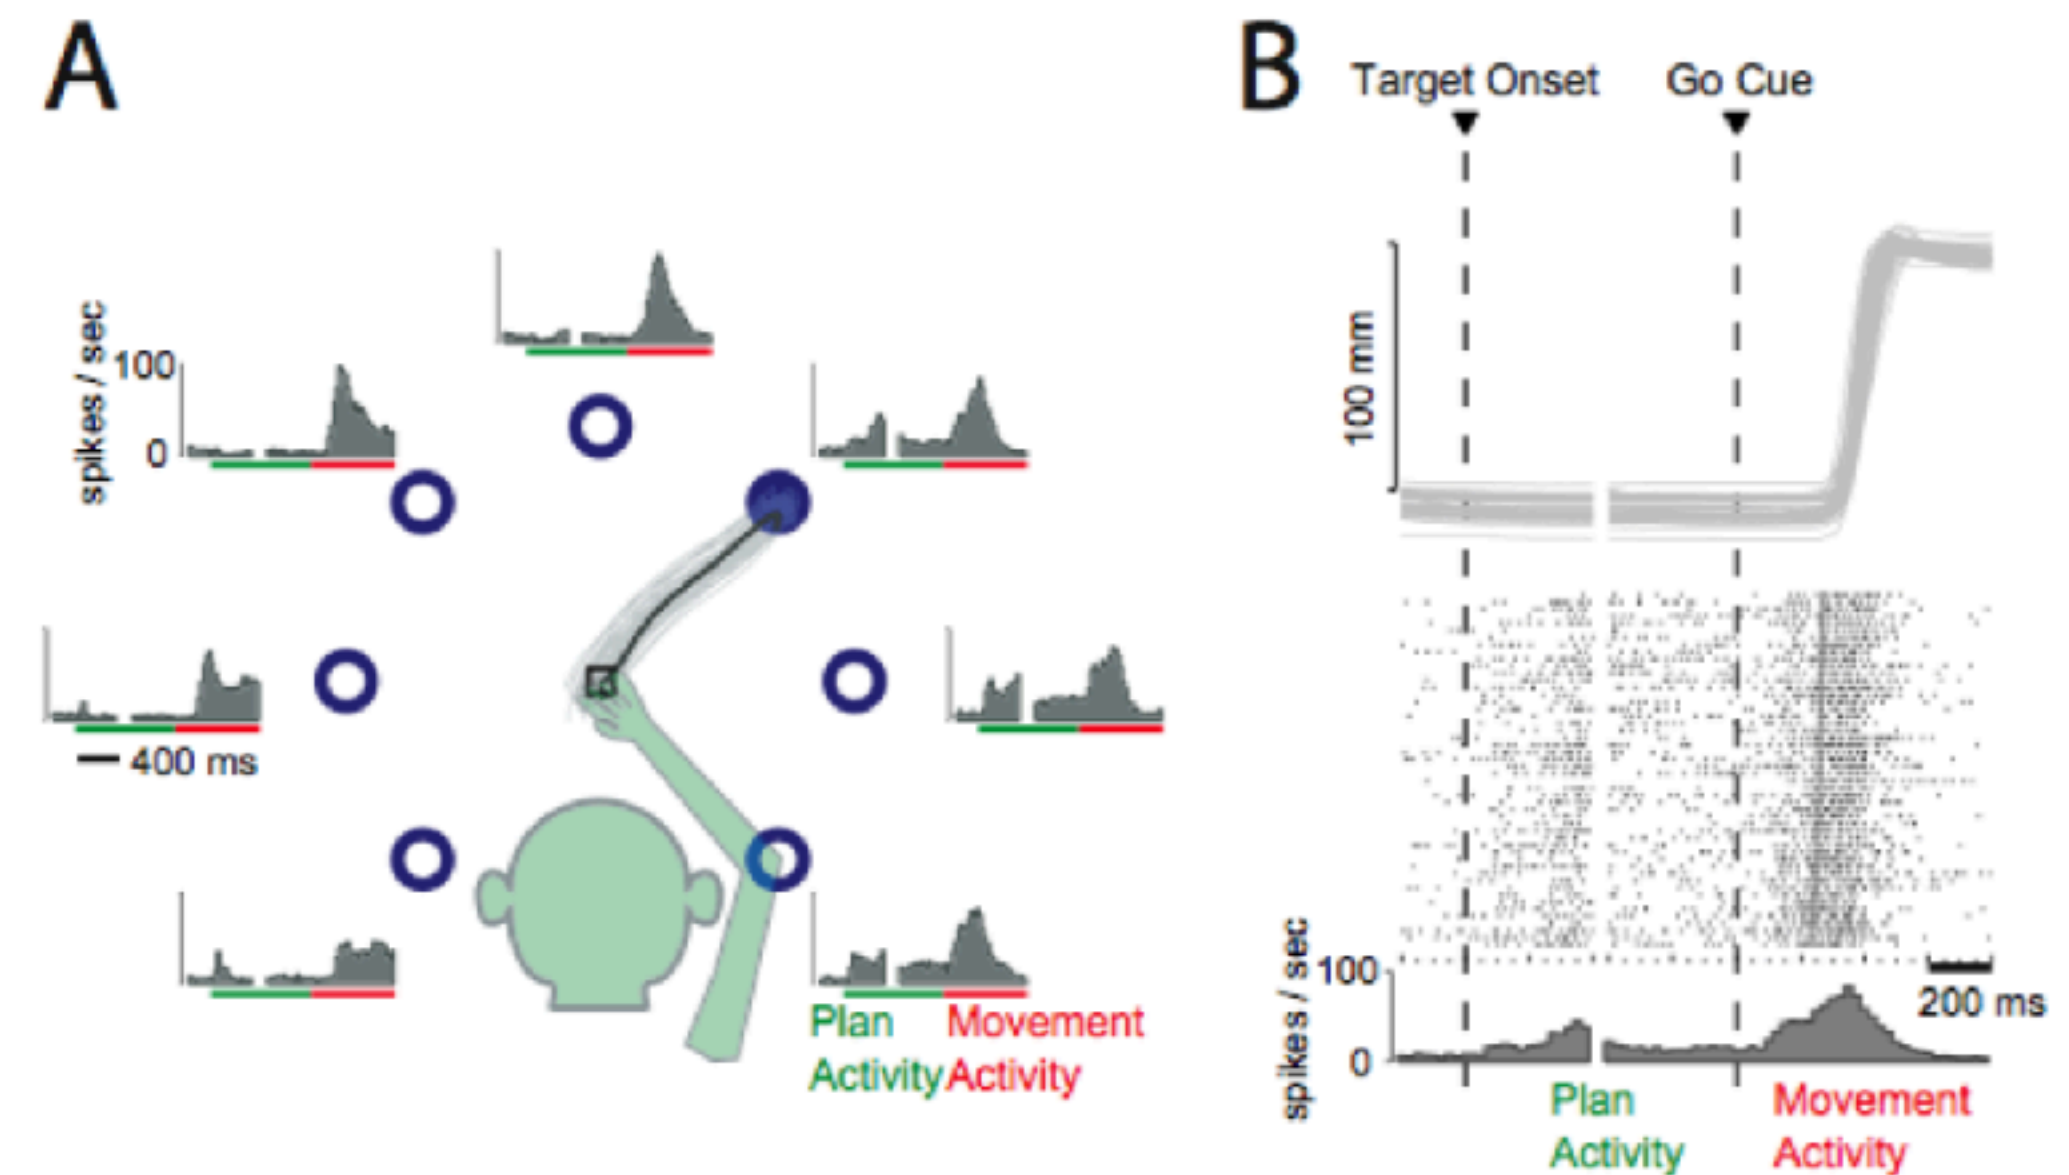 A
spikes / sec
100
0
400 ms
Plan Movement
Activity Activity
B
Target Onset Go Cue
100 mm
spikes / sec
100
0
200 ms
Plan Movement
Activity Activity